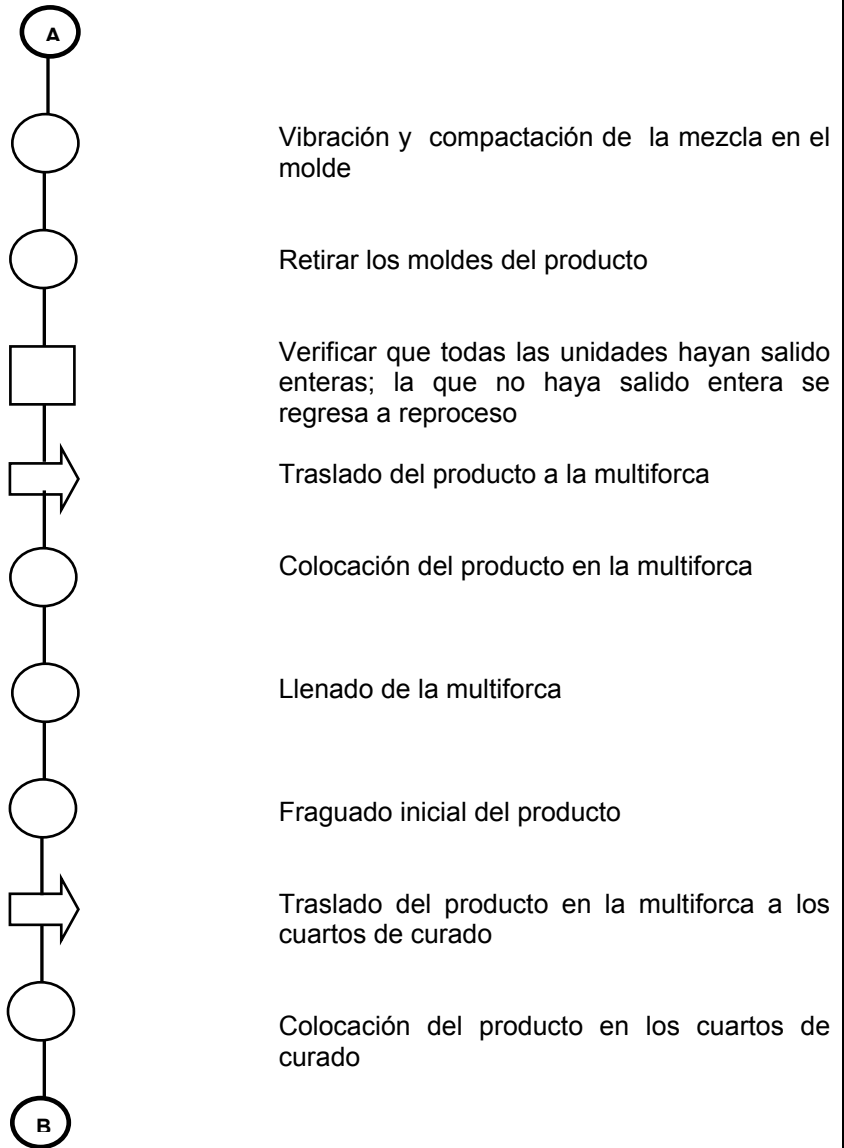 A
Vibración y compactación de la mezcla en el
molde
Retirar los moldes del producto
Verificar que todas las unidades hayan salido
enteras; la que no haya salido entera se
regresa a reproceso
Traslado del producto a la multiforca
Colocación del producto en la multiforca
Llenado de la multiforca
Fraguado inicial del producto
Traslado del producto en la multiforca a los
cuartos de curado
Colocación del producto en los cuartos de
curado
B